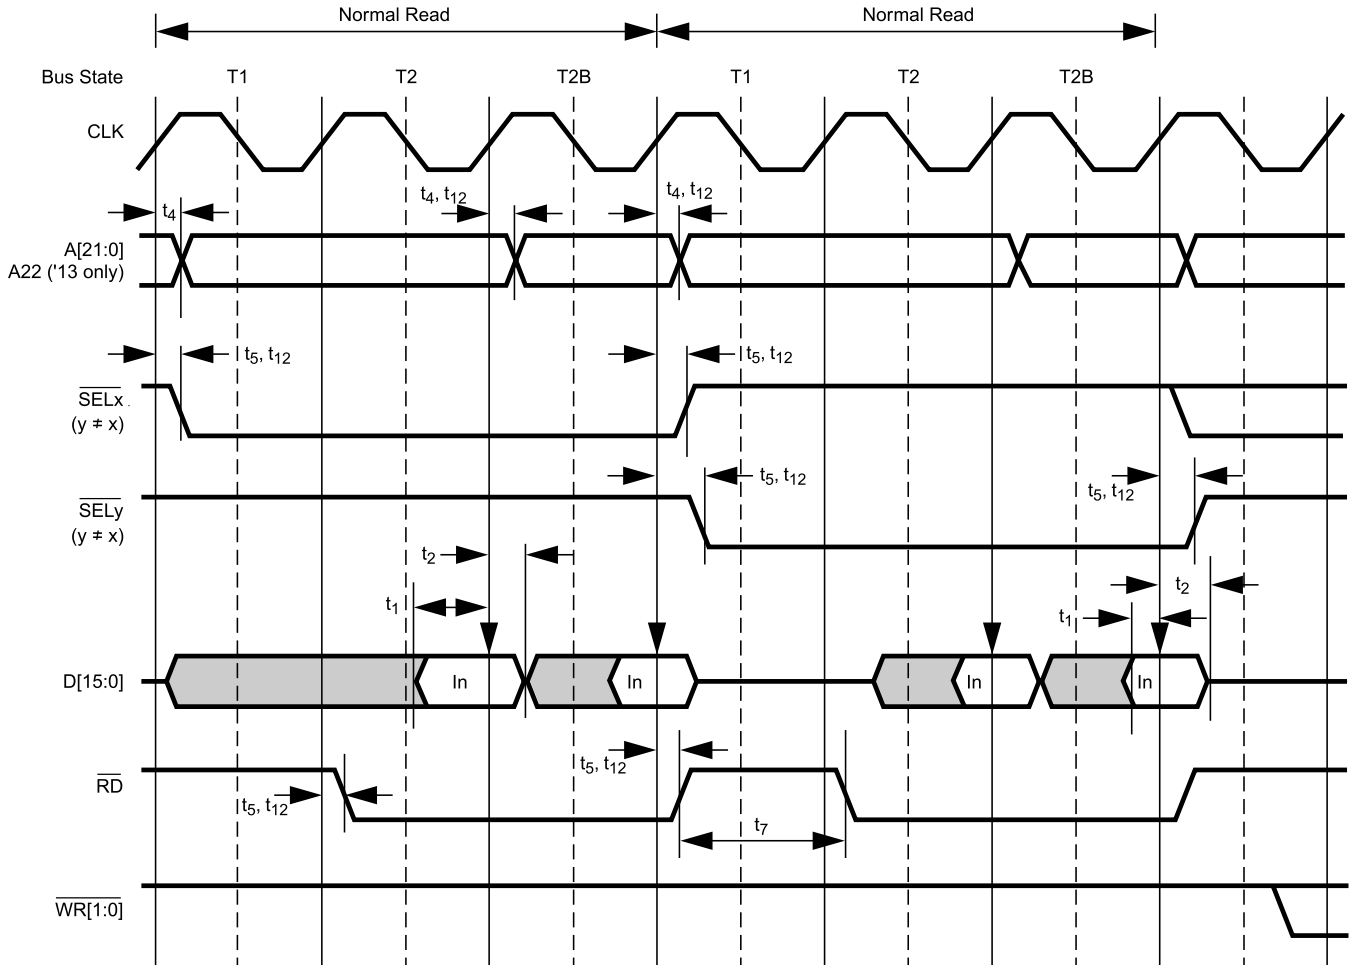 Normal Read Normal Read
Bus State T1 T2 T2B T1 T2 T2B
CLK
t4 t4, t12 t4, t12
A[21:0]
A22 ('13 only)
t5, t12 t5, t12
SELx
(y ≠ x)
t5, t12 t5, t12
SELy
(y ≠ x)
t2 t2
t1 t1
D[15:0] In In In In
t5, t12
RD
t5, t12
t7
WR[1:0]